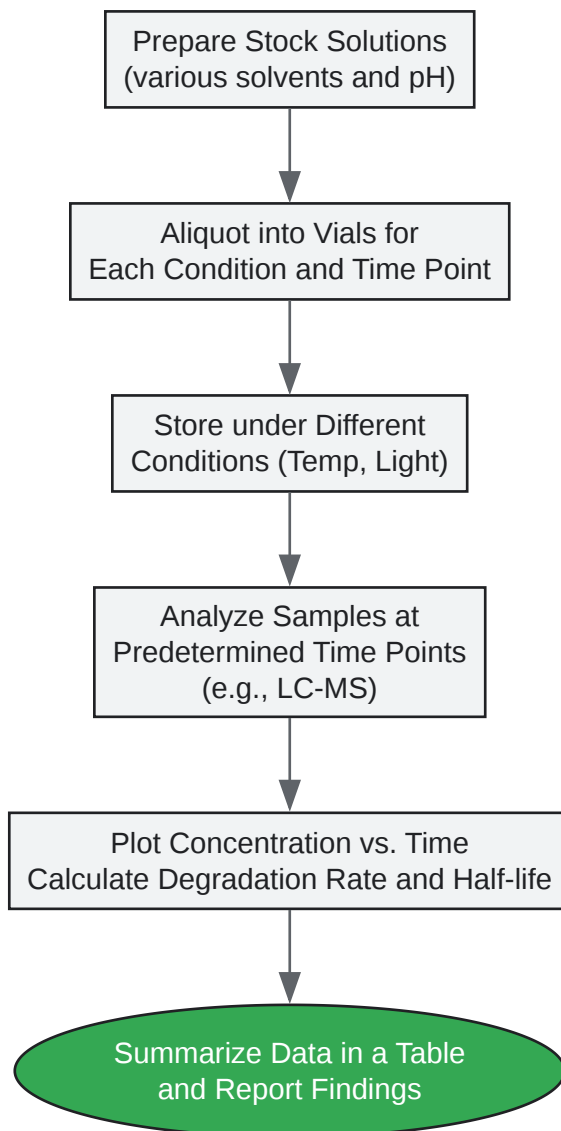 Prepare Stock Solutions
(various solvents and pH)
Aliquot into Vials for
Each Condition and Time Point
Store under Different
Conditions (Temp, Light)
Analyze Samples at
Predetermined Time Points
(e.g., LC-MS)
Plot Concentration vs. Time
Calculate Degradation Rate and Half-life
Summarize Data in a Table
and Report Findings